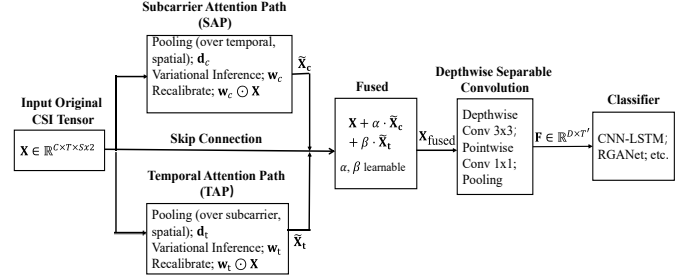 Subcarrier Attention Path
(SAP)
Pooling (over temporal,
spatial); d_c
Variational Inference; w_c
Recalibrate; w_c ⊙ X
X̃_c
Input Original
CSI Tensor
X ∈ ℝ^{C×T×S×2}
Skip Connection
Temporal Attention Path
(TAP)
Pooling (over subcarrier,
spatial); d_t
Variational Inference; w_t
Recalibrate; w_t ⊙ X
X̃_t
Fused
X + α · X̃_c
+ β · X̃_t
α, β learnable
X_fused
Depthwise Separable
Convolution
Depthwise
Conv 3x3;
Pointwise
Conv 1x1;
Pooling
F ∈ ℝ^{D×T′}
Classifier
CNN-LSTM;
RGANet; etc.